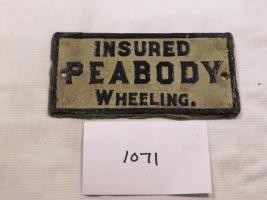 INSURED
PEABODY
WHEELING.
1071